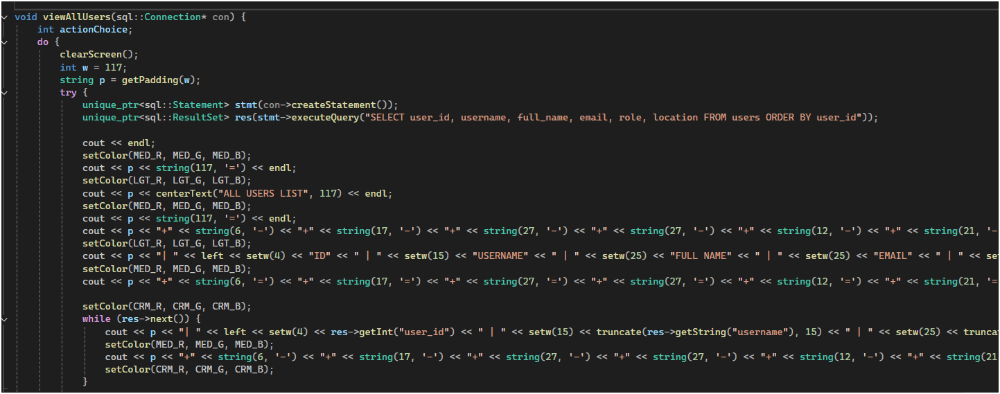 void viewAllUsers(sql::Connection* con) {
    int actionChoice;
    do {
        clearScreen();
        int w = 117;
        string p = getPadding(w);
        try {
            unique_ptr<sql::Statement> stmt(con->createStatement());
            unique_ptr<sql::ResultSet> res(stmt->executeQuery("SELECT user_id, username, full_name, email, role, location FROM users ORDER BY user_id"));

            cout << endl;
            setColor(MED_R, MED_G, MED_B);
            cout << p << string(117, '=') << endl;
            setColor(LGT_R, LGT_G, LGT_B);
            cout << p << centerText("ALL USERS LIST", 117) << endl;
            setColor(MED_R, MED_G, MED_B);
            cout << p << string(117, '=') << endl;
            cout << p << "+" << string(6, '-') << "+" << string(17, '-') << "+" << string(27, '-') << "+" << string(27, '-') << "+" << string(12, '-') << "+" << string(21, '-
            setColor(LGT_R, LGT_G, LGT_B);
            cout << p << "| " << left << setw(4) << "ID" << " | " << setw(15) << "USERNAME" << " | " << setw(25) << "FULL NAME" << " | " << setw(25) << "EMAIL" << " | " << se
            setColor(MED_R, MED_G, MED_B);
            cout << p << "+" << string(6, '=') << "+" << string(17, '=') << "+" << string(27, '=') << "+" << string(27, '=') << "+" << string(12, '=') << "+" << string(21, '=

            setColor(CRM_R, CRM_G, CRM_B);
            while (res->next()) {
                cout << p << "| " << left << setw(4) << res->getInt("user_id") << " | " << setw(15) << truncate(res->getString("username"), 15) << " | " << setw(25) << trunca
                setColor(MED_R, MED_G, MED_B);
                cout << p << "+" << string(6, '-') << "+" << string(17, '-') << "+" << string(27, '-') << "+" << string(27, '-') << "+" << string(12, '-') << "+" << string(21
                setColor(CRM_R, CRM_G, CRM_B);
            }